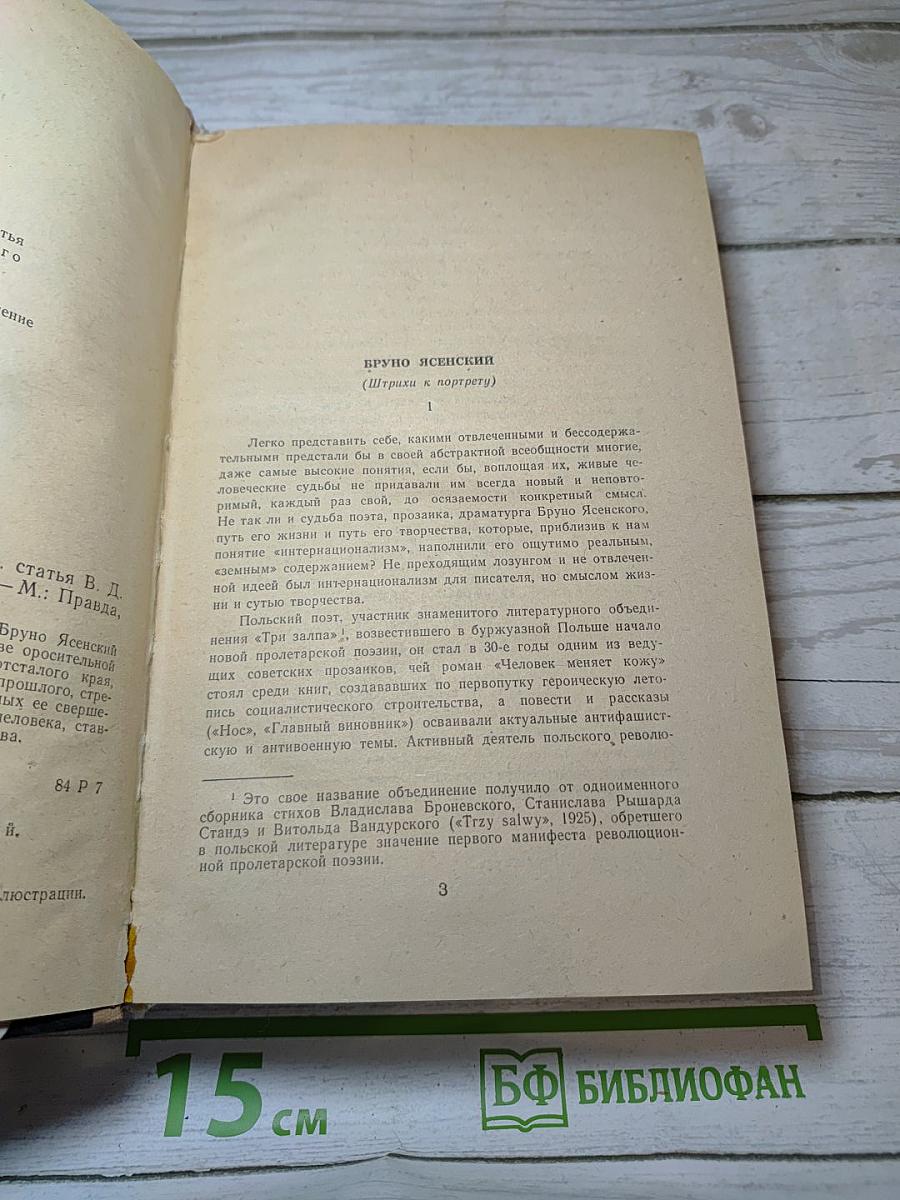 тья
го
ение
. статья В. Д.
— М.: Правда,
Бруно Ясенский
ве оросительной
отсталого края,
прошлого, стре-
ных ее сверше-
человека, став-
ва.
84 Р 7
й.
люстрации.
БРУНО ЯСЕНСКИЙ
(Штрихи к портрету)
1
Легко представить себе, какими отвлеченными и бессодержа-
тельными предстали бы в своей абстрактной всеобщности многие,
даже самые высокие понятия, если бы, воплощая их, живые че-
ловеческие судьбы не придавали им всегда новый и неповто-
римый, каждый раз свой, до осязаемости конкретный смысл.
Не так ли и судьба поэта, прозаика, драматурга Бруно Ясенского,
путь его жизни и путь его творчества, которые, приблизив к нам
понятие «интернационализм», наполнили его ощутимо реальным,
«земным» содержанием? Не преходящим лозунгом и не отвлечен-
ной идеей был интернационализм для писателя, но смыслом жиз-
ни и сутью творчества.
Польский поэт, участник знаменитого литературного объеди-
нения «Три залпа»¹, возвестившего в буржуазной Польше начало
новой пролетарской поэзии, он стал в 30-е годы одним из веду-
щих советских прозаиков, чей роман «Человек меняет кожу»
стоял среди книг, создававших по первопутку героическую лето-
пись социалистического строительства, а повести и рассказы
(«Нос», «Главный виновник») осваивали актуальные антифашист-
скую и антивоенную темы. Активный деятель польского револю-
¹ Это свое название объединение получило от одноименного
сборника стихов Владислава Броневского, Станислава Рышарда
Стандэ и Витольда Вандурского («Trzy salwy», 1925), обретшего
в польской литературе значение первого манифеста революцион-
ной пролетарской поэзии.
3
15 см
БФ БИБЛИОФАН